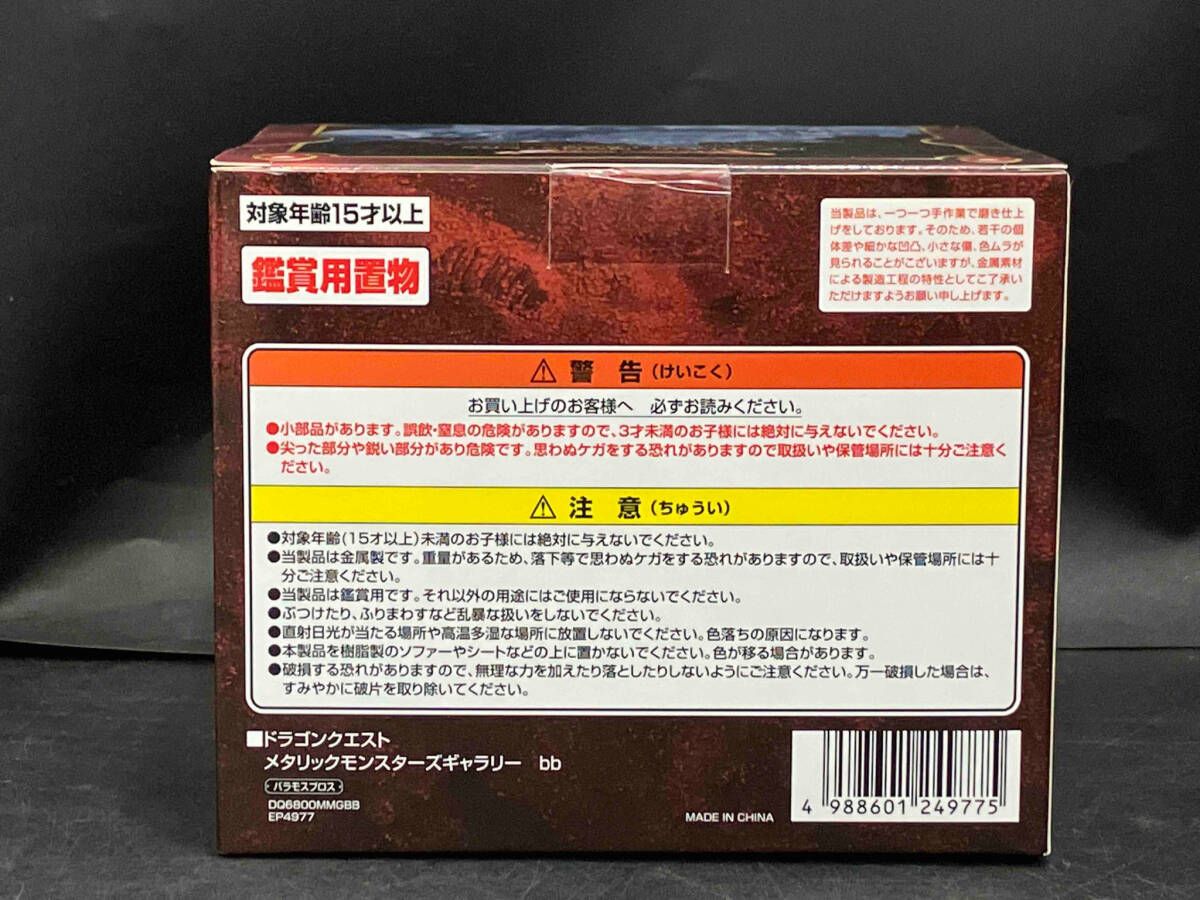 対象年齢15才以上
鑑賞用置物
当製品は、一つ一つ手作業で磨き仕上
げをしております。そのため、若干の個
体差や細かな凹凸、小さな傷、色ムラが
見られることがございますが、金属素材
による製造工程の特性としてご了承い
ただけますようお願い申し上げます。
⚠ 警 告 (けいこく)
お買い上げのお客様へ 必ずお読みください。
●小部品があります。誤飲・窒息の危険がありますので、3才未満のお子様には絶対に与えないでください。
●尖った部分や鋭い部分があり危険です。思わぬケガをする恐れがありますので取扱いや保管場所には十分ご注意く
ださい。
⚠ 注 意 (ちゅうい)
●対象年齢(15才以上)未満のお子様には絶対に与えないでください。
●当製品は金属製です。重量があるため、落下等で思わぬケガをする恐れがありますので、取扱いや保管場所には十
分ご注意ください。
●当製品は鑑賞用です。それ以外の用途にはご使用にならないでください。
●ぶつけたり、ふりまわすなど乱暴な扱いをしないでください。
●直射日光が当たる場所や高温多湿な場所に放置しないでください。色落ちの原因になります。
●本製品を樹脂製のソファーやシートなどの上に置かないでください。色が移る場合があります。
●破損する恐れがありますので、無理な力を加えたり落としたりしないようにご注意ください。万一破損した場合は、
すみやかに破片を取り除いてください。
■ドラゴンクエスト
メタリックモンスターズギャラリー bb
バラモスブロス
DQ6800MMGBB
EP4977
MADE IN CHINA
4 988601 249775